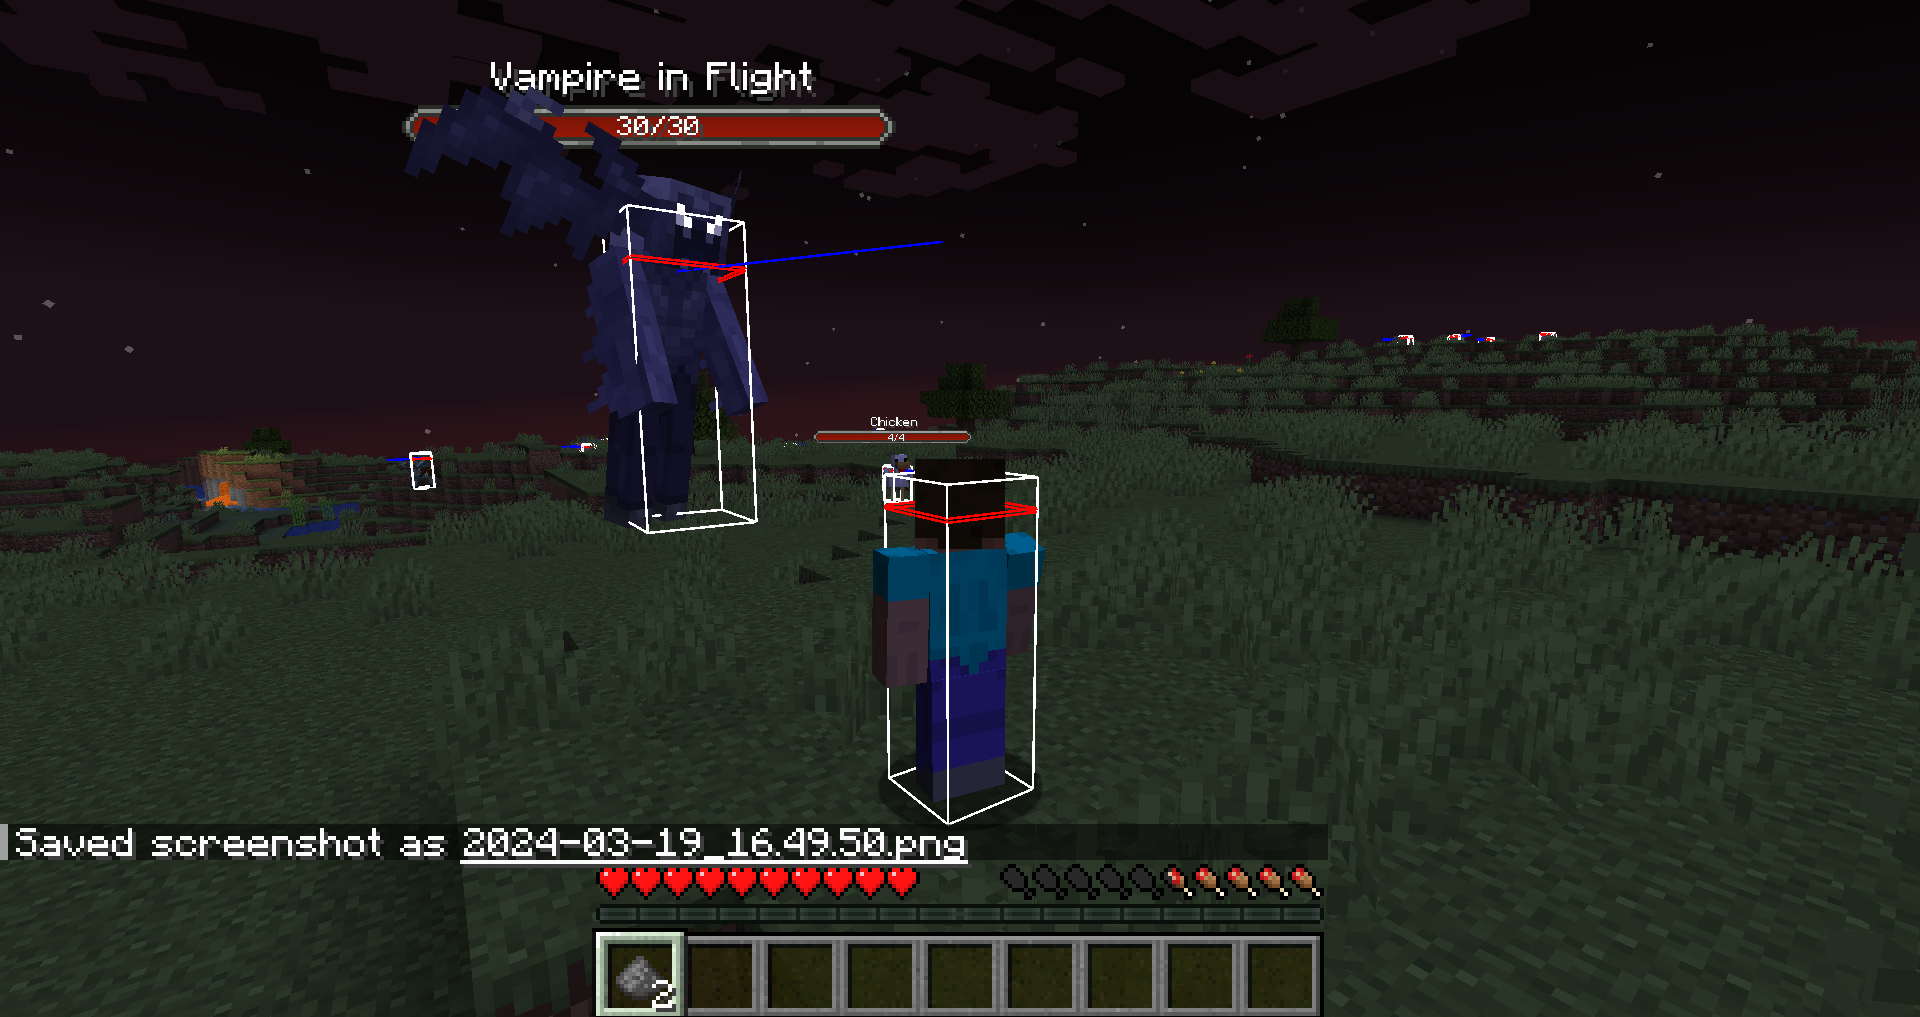 Vampire in Flight
30/30
Chicken
4/4
Saved screenshot as 2024-03-19_16.49.50.png
2